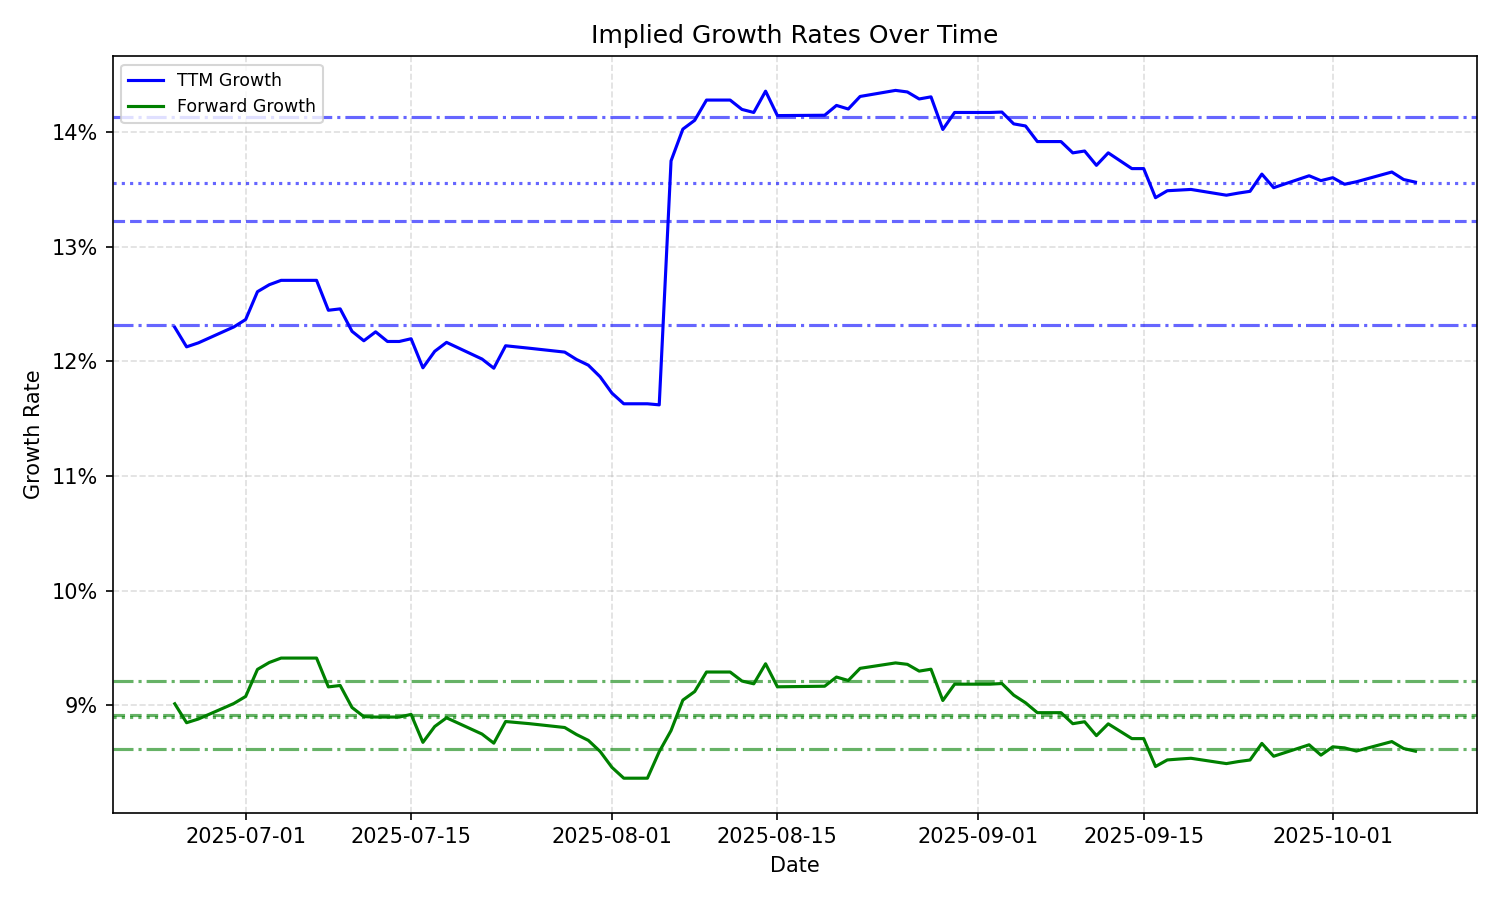 Implied Growth Rates Over Time
TTM Growth
Forward Growth
14%
13%
12%
11%
10%
9%
Growth Rate
2025-07-01
2025-07-15
2025-08-01
2025-08-15
2025-09-01
2025-09-15
2025-10-01
Date